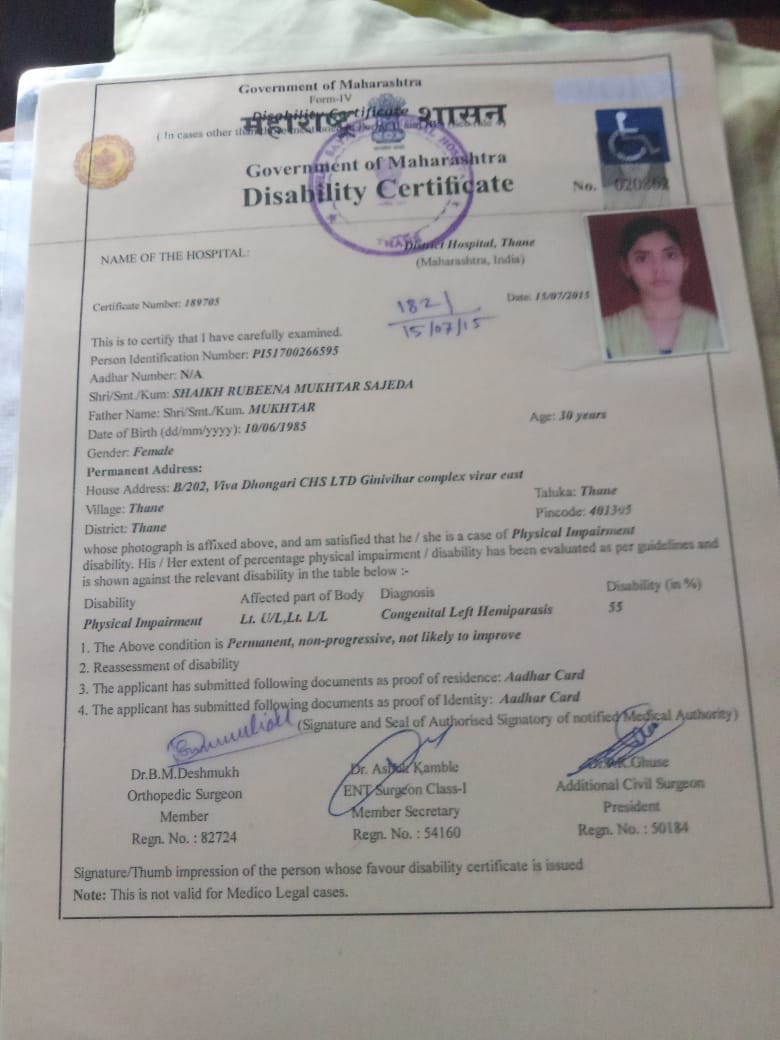 Government of Maharashtra
Form-IV
Disability Certificate
महाराष्ट्र शासन
( In cases other
Government of Maharashtra
Disability Certificate
No. 020862
THANE
NAME OF THE HOSPITAL: District Hospital, Thane
(Maharashtra, India)
Certificate Number: 189705
1821
15/07/15
Date: 15/07/2015
This is to certify that I have carefully examined.
Person Identification Number: PI51700266595
Aadhar Number: N/A
Shri/Smt./Kum: SHAIKH RUBEENA MUKHTAR SAJEDA
Father Name: Shri/Smt./Kum. MUKHTAR
Date of Birth (dd/mm/yyyy): 10/06/1985 Age: 30 years
Gender: Female
Permanent Address:
House Address: B/202, Viva Dhongari CHS LTD Ginivihar complex virar east
Village: Thane Taluka: Thane
District: Thane Pincode: 401305
whose photograph is affixed above, and am satisfied that he / she is a case of Physical Impairment
disability. His / Her extent of percentage physical impairment / disability has been evaluated as per guidelines and
is shown against the relevant disability in the table below :-
Disability Affected part of Body Diagnosis Disability (in %)
Physical Impairment Lt. U/L,Lt. L/L Congenital Left Hemiparasis 55
1. The Above condition is Permanent, non-progressive, not likely to improve
2. Reassessment of disability
3. The applicant has submitted following documents as proof of residence: Aadhar Card
4. The applicant has submitted following documents as proof of Identity: Aadhar Card
(Signature and Seal of Authorised Signatory of notified Medical Authority)
Dr.B.M.Deshmukh
Orthopedic Surgeon
Member
Regn. No. : 82724
Dr. Ashok Kamble
ENT Surgeon Class-I
Member Secretary
Regn. No. : 54160
Ghuse
Additional Civil Surgeon
President
Regn. No. : 50184
Signature/Thumb impression of the person whose favour disability certificate is issued
Note: This is not valid for Medico Legal cases.